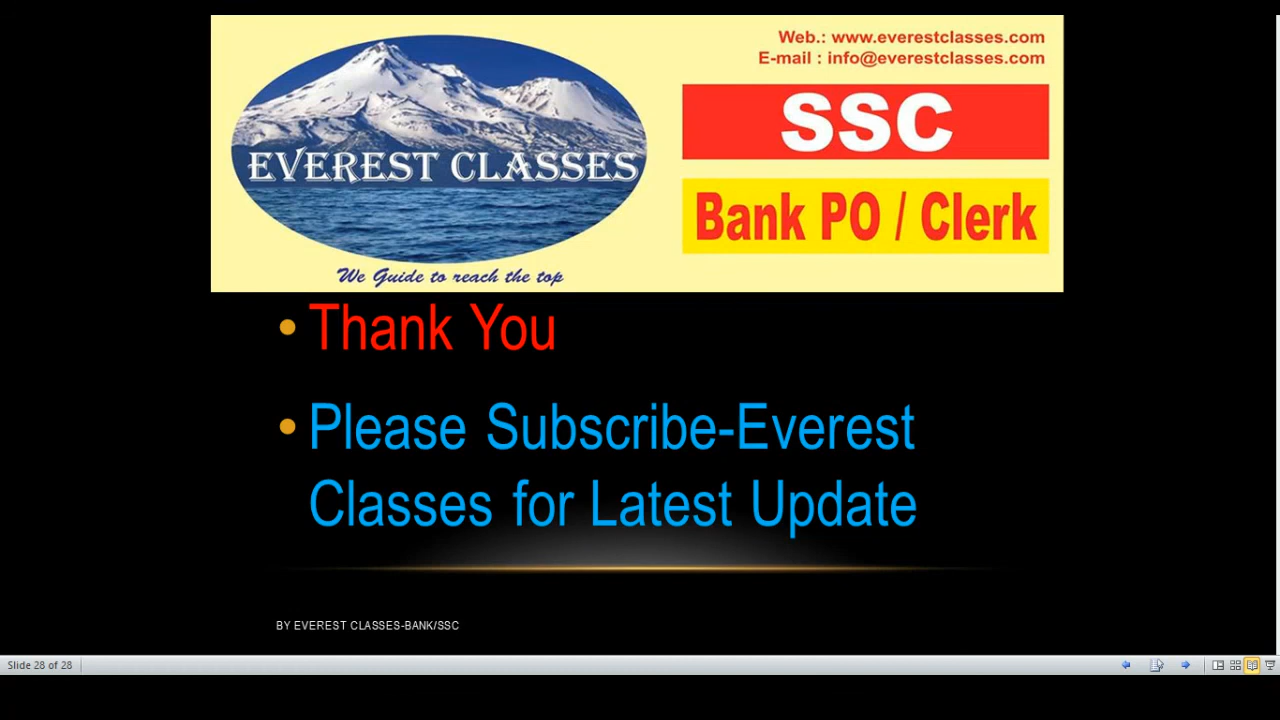 Web.: www.everestclasses.com
E-mail : info@everestclasses.com
SSC
EVEREST CLASSES
Bank PO / Clerk
We Guide to reach the top
• Thank You
• Please Subscribe-Everest
Classes for Latest Update
BY EVEREST CLASSES-BANK/SSC
Slide 28 of 28